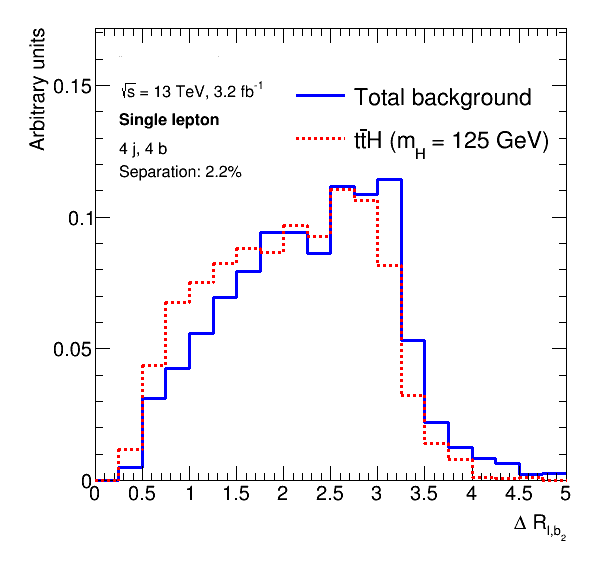 Arbitrary units
√s = 13 TeV, 3.2 fb⁻¹
Single lepton
4 j, 4 b
Separation: 2.2%
Total background
tt̄H (m_H = 125 GeV)
0.15
0.1
0.05
0
0 0.5 1 1.5 2 2.5 3 3.5 4 4.5 5
Δ R_l,b₂